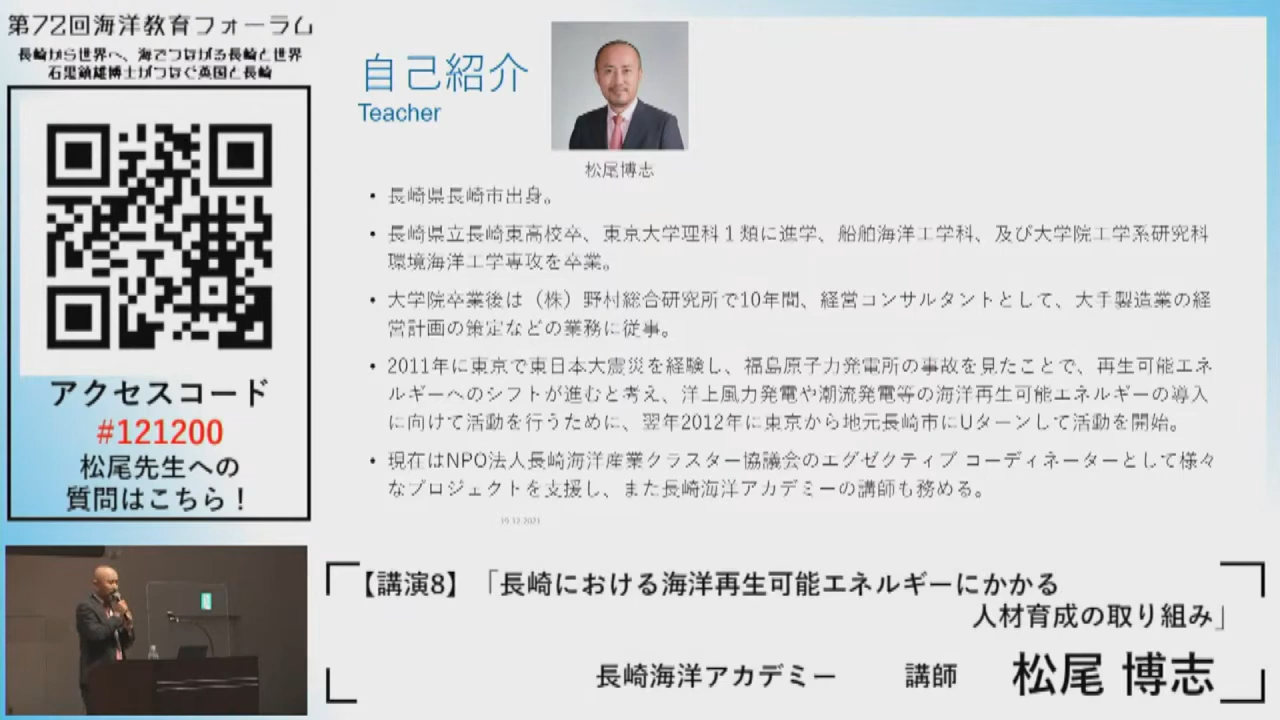 第72回海洋教育フォーラム
長崎から世界へ、海でつながる長崎と世界
石黒鎮雄博士がつなぐ英国と長崎
アクセスコード
#121200
松尾先生への
質問はこちら！
自己紹介
Teacher
松尾博志
• 長崎県長崎市出身。
• 長崎県立長崎東高校卒、東京大学理科１類に進学、船舶海洋工学科、及び大学院工学系研究科
環境海洋工学専攻を卒業。
• 大学院卒業後は（株）野村総合研究所で10年間、経営コンサルタントとして、大手製造業の経
営計画の策定などの業務に従事。
• 2011年に東京で東日本大震災を経験し、福島原子力発電所の事故を見たことで、再生可能エネ
ルギーへのシフトが進むと考え、洋上風力発電や潮流発電等の海洋再生可能エネルギーの導入
に向けて活動を行うために、翌年2012年に東京から地元長崎市にUターンして活動を開始。
• 現在はNPO法人長崎海洋産業クラスター協議会のエグゼクティブ コーディネーターとして様々
なプロジェクトを支援し、また長崎海洋アカデミーの講師も務める。
19.12.2021
【講演8】「長崎における海洋再生可能エネルギーにかかる
人材育成の取り組み」
長崎海洋アカデミー 講師 松尾 博志